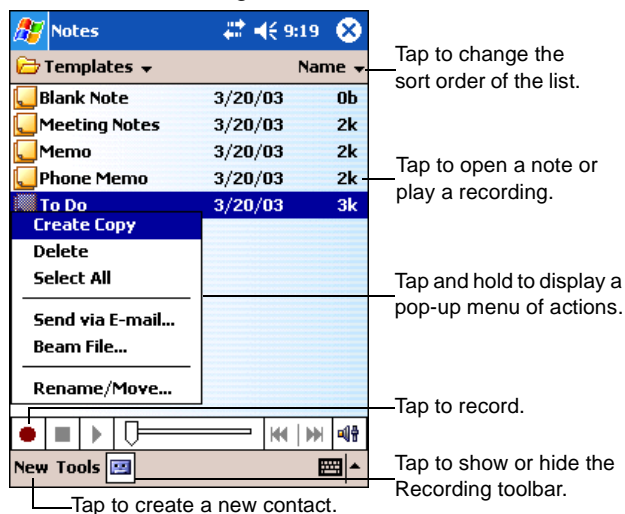 Notes 9:19
Templates Name
Blank Note 3/20/03 0b
Meeting Notes 3/20/03 2k
Memo 3/20/03 2k
Phone Memo 3/20/03 2k
To Do 3/20/03 3k
Create Copy
Delete
Select All
Send via E-mail...
Beam File...
Rename/Move...
New Tools
Tap to change the
sort order of the list.
Tap to open a note or
play a recording.
Tap and hold to display a
pop-up menu of actions.
Tap to record.
Tap to show or hide the
Recording toolbar.
Tap to create a new contact.